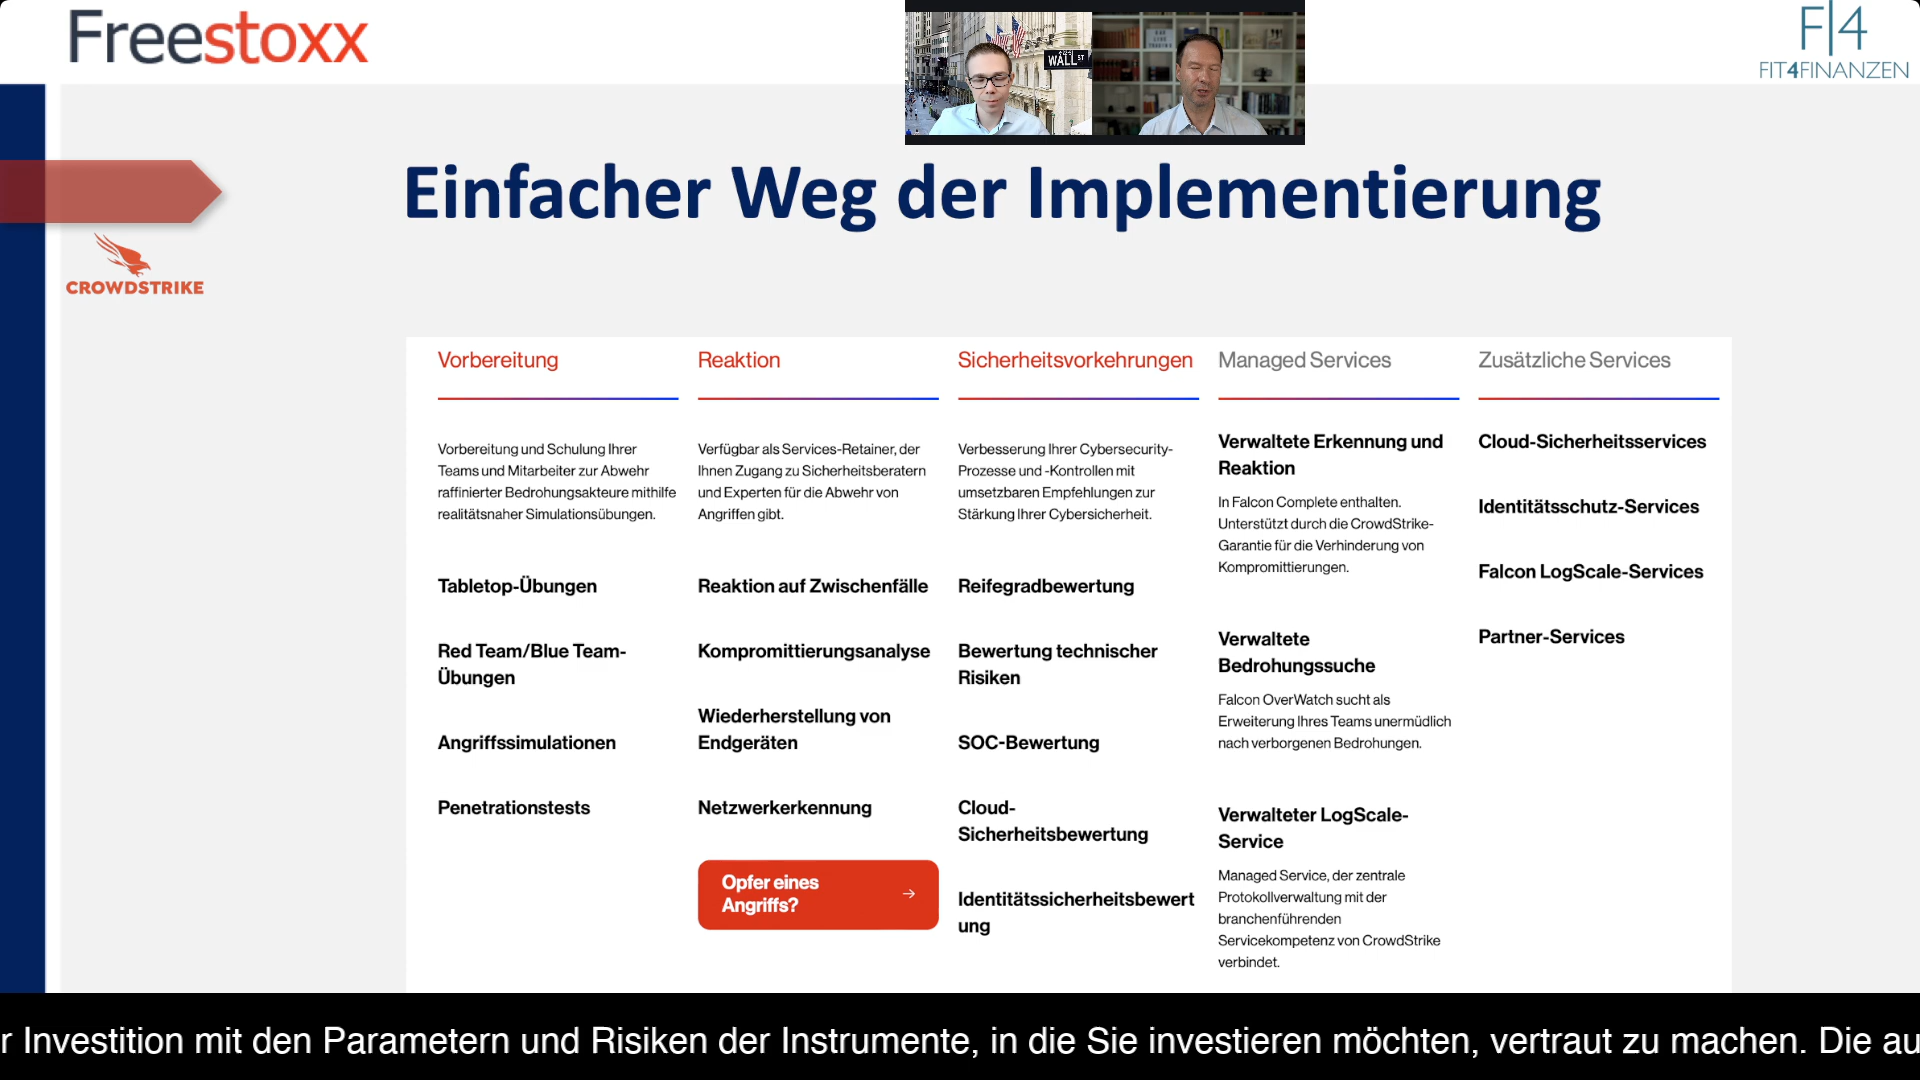 Freestoxx
WALL ST
F|4
FIT4FINANZEN
Einfacher Weg der Implementierung
CROWDSTRIKE
Vorbereitung
Vorbereitung und Schulung Ihrer
Teams und Mitarbeiter zur Abwehr
raffinierter Bedrohungsakteure mithilfe
realitätsnaher Simulationsübungen.
Tabletop-Übungen
Red Team/Blue Team-
Übungen
Angriffssimulationen
Penetrationstests
Reaktion
Verfügbar als Services-Retainer, der
Ihnen Zugang zu Sicherheitsberatern
und Experten für die Abwehr von
Angriffen gibt.
Reaktion auf Zwischenfälle
Kompromittierungsanalyse
Wiederherstellung von
Endgeräten
Netzwerkerkennung
Opfer eines
Angriffs?
Sicherheitsvorkehrungen
Verbesserung Ihrer Cybersecurity-
Prozesse und -Kontrollen mit
umsetzbaren Empfehlungen zur
Stärkung Ihrer Cybersicherheit.
Reifegradbewertung
Bewertung technischer
Risiken
SOC-Bewertung
Cloud-
Sicherheitsbewertung
Identitätssicherheitsbewert
ung
Managed Services
Verwaltete Erkennung und
Reaktion
In Falcon Complete enthalten.
Unterstützt durch die CrowdStrike-
Garantie für die Verhinderung von
Kompromittierungen.
Verwaltete
Bedrohungssuche
Falcon OverWatch sucht als
Erweiterung Ihres Teams unermüdlich
nach verborgenen Bedrohungen.
Verwalteter LogScale-
Service
Managed Service, der zentrale
Protokollverwaltung mit der
branchenführenden
Servicekompetenz von CrowdStrike
verbindet.
Zusätzliche Services
Cloud-Sicherheitsservices
Identitätsschutz-Services
Falcon LogScale-Services
Partner-Services
r Investition mit den Parametern und Risiken der Instrumente, in die Sie investieren möchten, vertraut zu machen. Die au